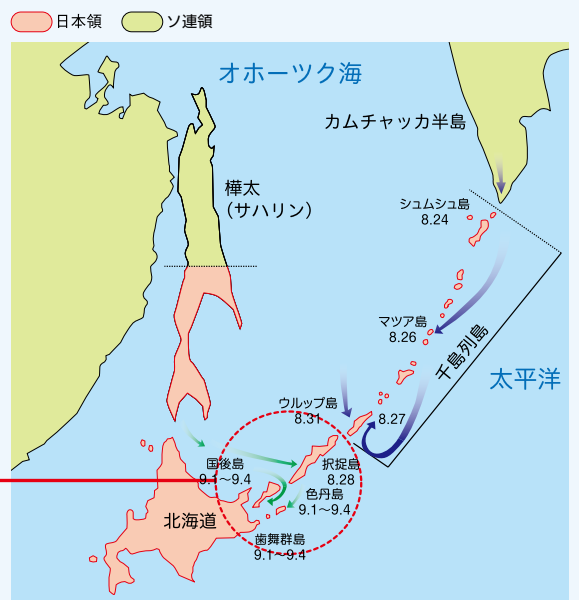 日本領
ソ連領
オホーツク海
カムチャッカ半島
樺太
（サハリン）
シュムシュ島
8.24
マツア島
8.26
千島列島
太平洋
ウルップ島
8.31
8.27
国後島
9.1〜9.4
択捉島
8.28
色丹島
9.1〜9.4
北海道
歯舞群島
9.1〜9.4